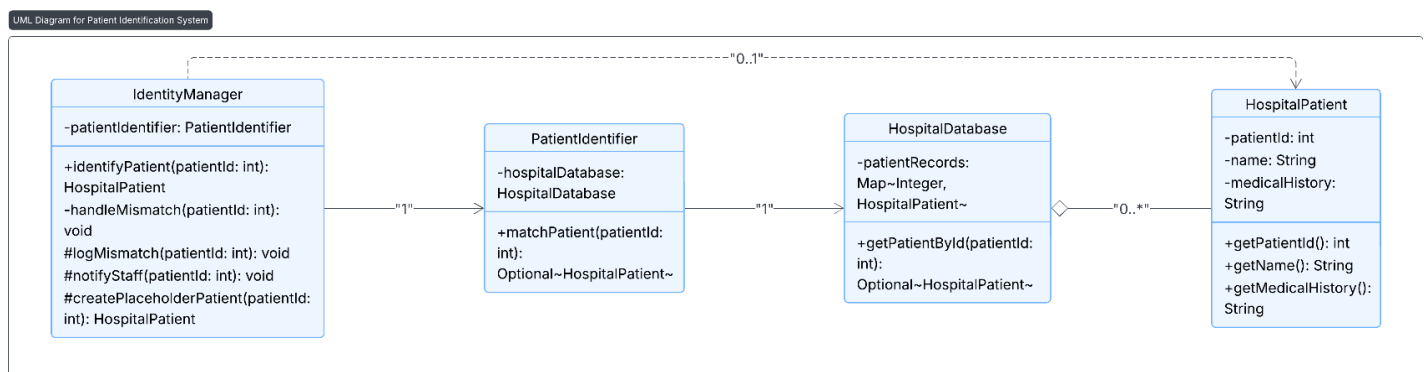 UML Diagram for Patient Identification System
"0..1"
IdentityManager
-patientIdentifier: PatientIdentifier
+identifyPatient(patientId: int):
HospitalPatient
-handleMismatch(patientId: int):
void
#logMismatch(patientId: int): void
#notifyStaff(patientId: int): void
#createPlaceholderPatient(patientId:
int): HospitalPatient
"1"
PatientIdentifier
-hospitalDatabase:
HospitalDatabase
+matchPatient(patientId:
int):
Optional~HospitalPatient~
"1"
HospitalDatabase
-patientRecords:
Map~Integer,
HospitalPatient~
+getPatientById(patientId:
int):
Optional~HospitalPatient~
"0..*"
HospitalPatient
-patientId: int
-name: String
-medicalHistory:
String
+getPatientId(): int
+getName(): String
+getMedicalHistory():
String